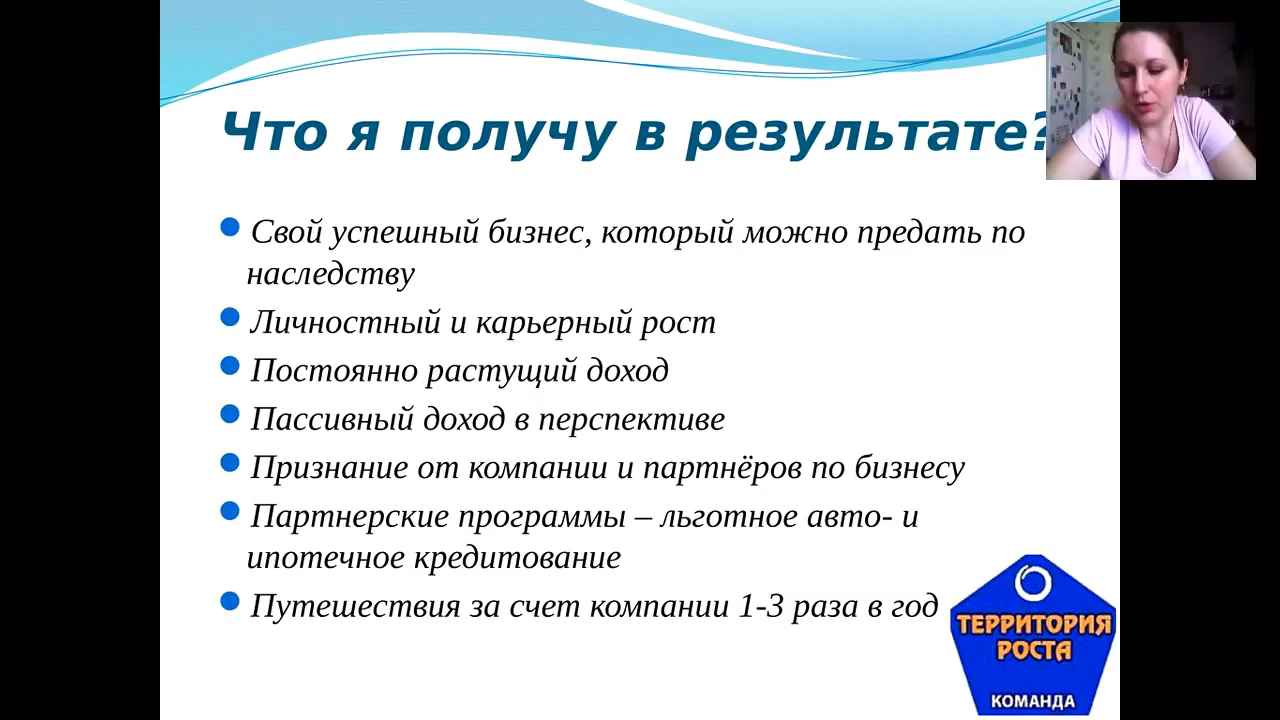 Что я получу в результате?
Свой успешный бизнес, который можно предать по
наследству
Личностный и карьерный рост
Постоянно растущий доход
Пассивный доход в перспективе
Признание от компании и партнёров по бизнесу
Партнерские программы – льготное авто- и
ипотечное кредитование
Путешествия за счет компании 1-3 раза в год
ТЕРРИТОРИЯ
РОСТА
КОМАНДА